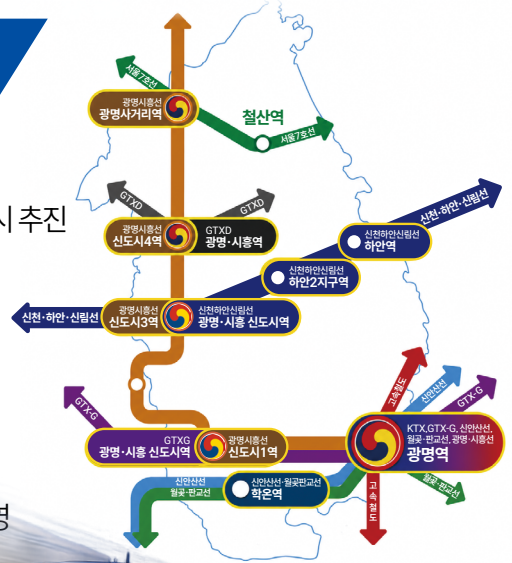 서울7호선
광명시흥선
광명사거리역
철산역
서울7호선
시 추진
GTXD
GTXD
광명시흥선
신도시4역
GTXD
광명·시흥역
신천·하안·신림선
신천하안신림선
하안역
신천하안신림선
하안2지구역
신천·하안·신림선
광명시흥선
신도시3역
신천하안신림선
광명·시흥 신도시역
고속철도
신안산선
GTX-G
GTX-G
GTXG
광명·시흥 신도시역
광명시흥선
신도시1역
KTX,GTX-G, 신안산선,
월곶·판교선, 광명·시흥선
광명역
신안산선
월곶·판교선
신안산선·월곶판교선
학온역
월곶·판교선
고속철도
명